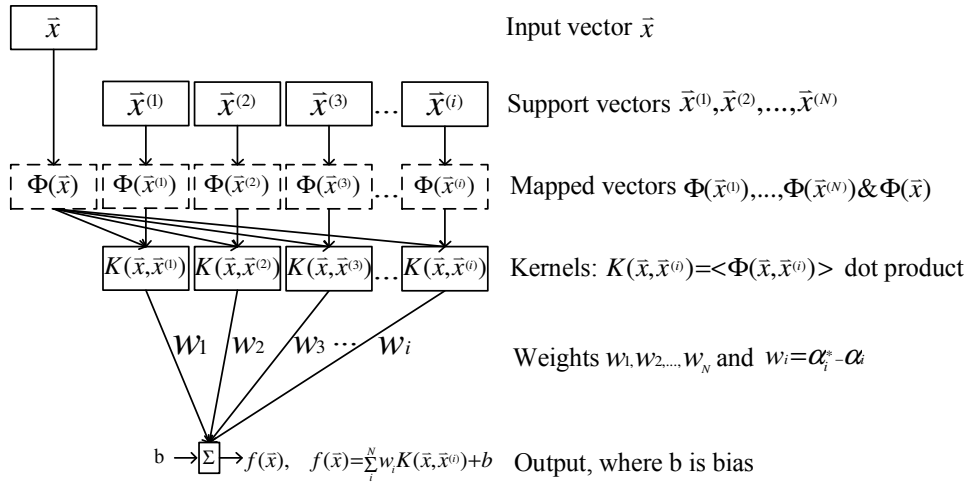 x⃗ Input vector x⃗
x⃗⁽¹⁾ x⃗⁽²⁾ x⃗⁽³⁾ ... x⃗⁽ⁱ⁾ Support vectors x⃗⁽¹⁾,x⃗⁽²⁾,...,x⃗⁽ᴺ⁾
Φ(x⃗) Φ(x⃗⁽¹⁾) Φ(x⃗⁽²⁾) Φ(x⃗⁽³⁾) ... Φ(x⃗⁽ⁱ⁾) Mapped vectors Φ(x⃗⁽¹⁾),...,Φ(x⃗⁽ᴺ⁾)&Φ(x⃗)
K(x⃗,x⃗⁽¹⁾) K(x⃗,x⃗⁽²⁾) K(x⃗,x⃗⁽³⁾) ... K(x⃗,x⃗⁽ⁱ⁾) Kernels: K(x⃗,x⃗⁽ⁱ⁾)=<Φ(x⃗,x⃗⁽ⁱ⁾)> dot product
w₁ w₂ w₃ ... wᵢ Weights w₁,w₂,...,w_N and wᵢ=αᵢ*-αᵢ
b Σ f(x⃗), f(x⃗)=∑ᵢᴺ wᵢK(x⃗,x⃗⁽ⁱ⁾)+b Output, where b is bias